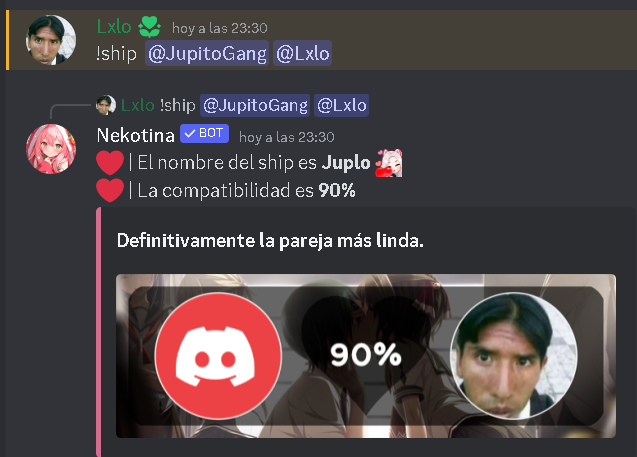 Lxlo hoy a las 23:30
!ship @JupitoGang @Lxlo
Lxlo !ship @JupitoGang @Lxlo
Nekotina BOT hoy a las 23:30
| El nombre del ship es Juplo
| La compatibilidad es 90%
Definitivamente la pareja más linda.
90%